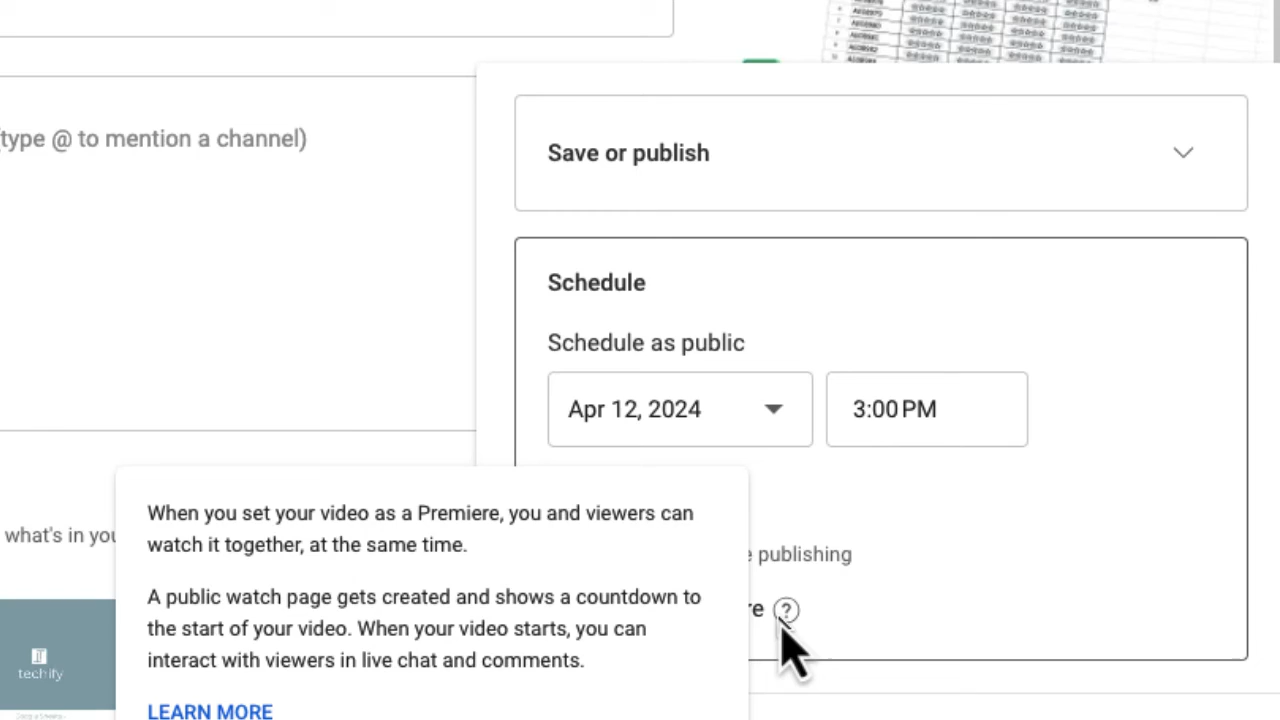 type @ to mention a channel)
Save or publish
Schedule
Schedule as public
Apr 12, 2024
3:00 PM
When you set your video as a Premiere, you and viewers can
watch it together, at the same time.
what's in you
publishing
A public watch page gets created and shows a countdown to
the start of your video. When your video starts, you can
interact with viewers in live chat and comments.
re ?
LEARN MORE
techify